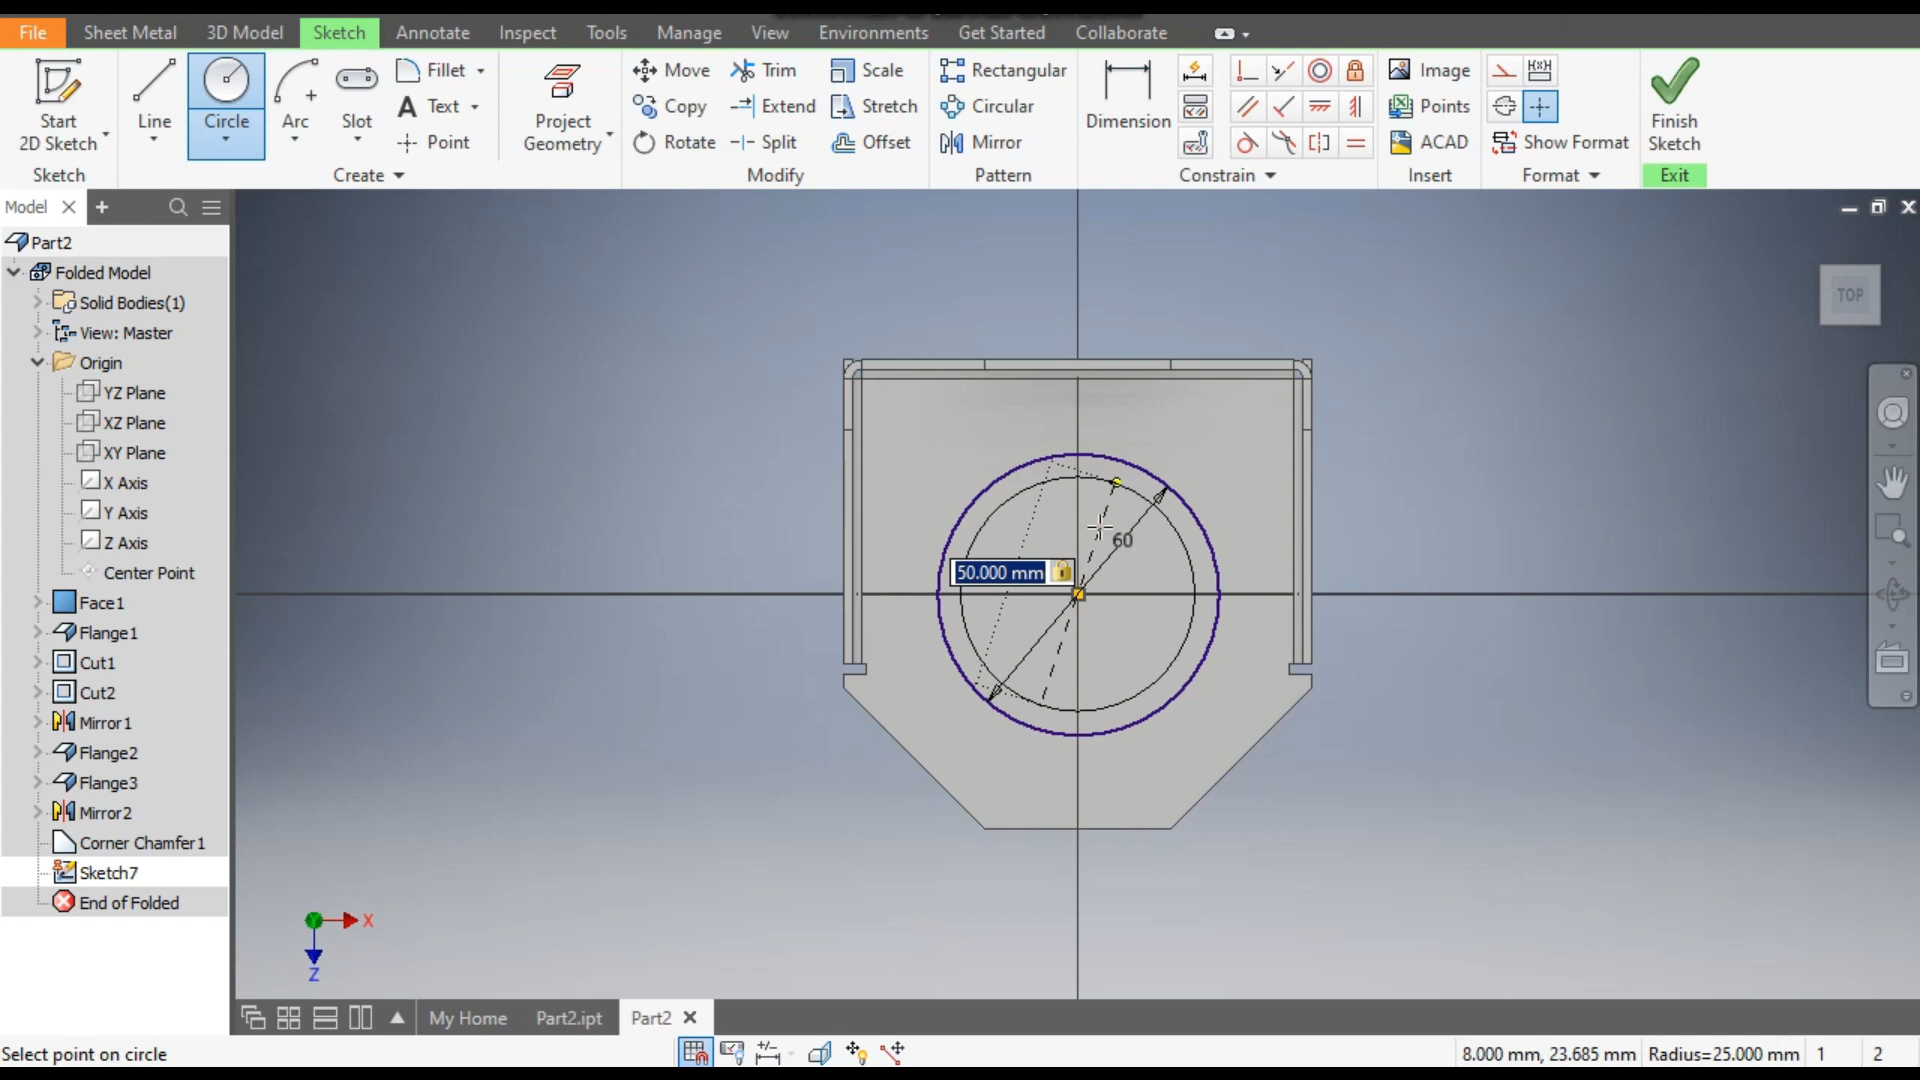 File Sheet Metal 3D Model Sketch Annotate Inspect Tools Manage View Environments Get Started Collaborate
Start
2D Sketch
Line
Circle
Arc
Slot
Fillet
Text
Point
Project
Geometry
Move
Trim
Scale
Copy
Extend
Stretch
Rotate
Split
Offset
Rectangular
Circular
Mirror
Dimension
Image
Points
ACAD
Show Format
Finish
Sketch
Sketch Create Modify Pattern Constrain Insert Format Exit
Model
Part2
Folded Model
Solid Bodies(1)
View: Master
Origin
YZ Plane
XZ Plane
XY Plane
X Axis
Y Axis
Z Axis
Center Point
Face1
Flange1
Cut1
Cut2
Mirror1
Flange2
Flange3
Mirror2
Corner Chamfer1
Sketch7
End of Folded
TOP
60
50.000 mm
X
Z
My Home Part2.ipt Part2
Select point on circle
8.000 mm, 23.685 mm Radius=25.000 mm 1 2